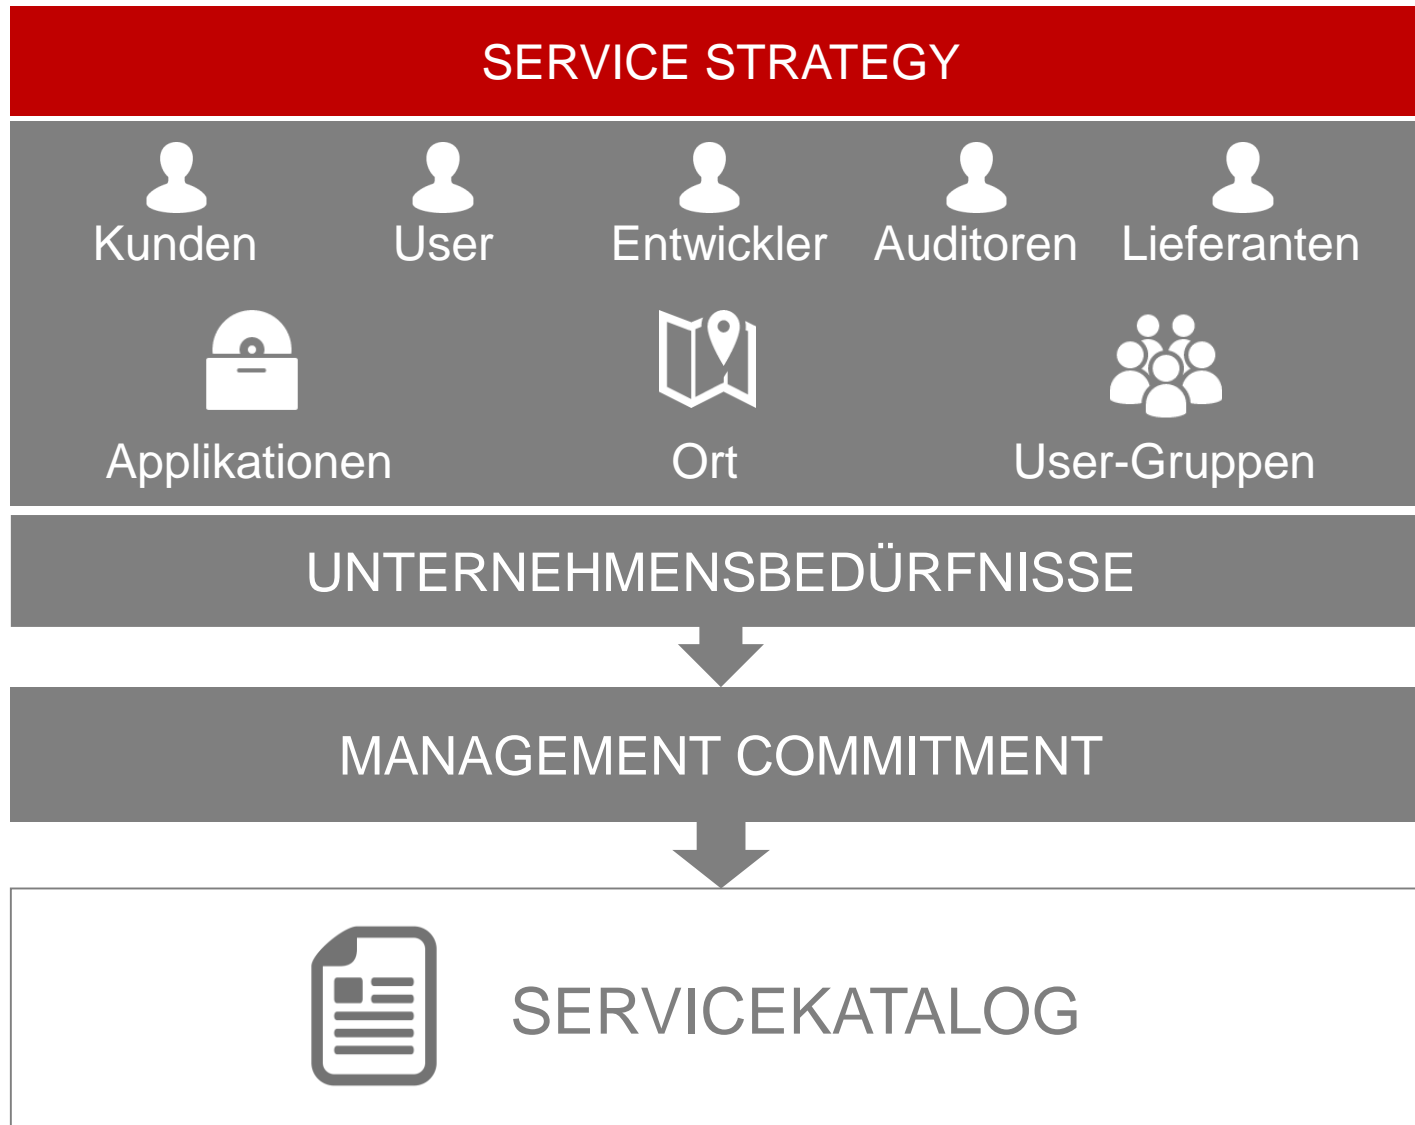 SERVICE STRATEGY
Kunden User Entwickler Auditoren Lieferanten
Applikationen Ort User-Gruppen
UNTERNEHMENSBEDÜRFNISSE
MANAGEMENT COMMITMENT
SERVICEKATALOG